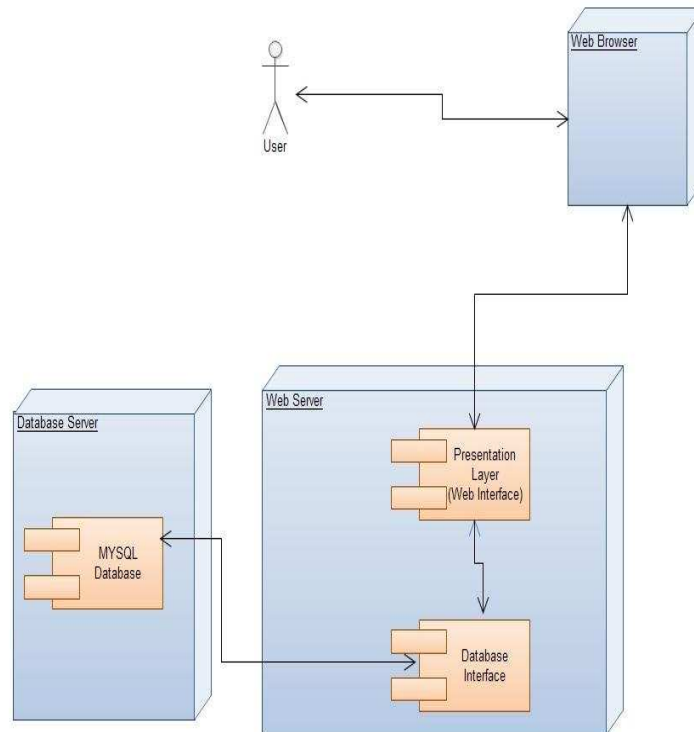 Web Browser
User
Web Server
Database Server
Presentation
Layer
(Web Interface)
MYSQL
Database
Database
Interface